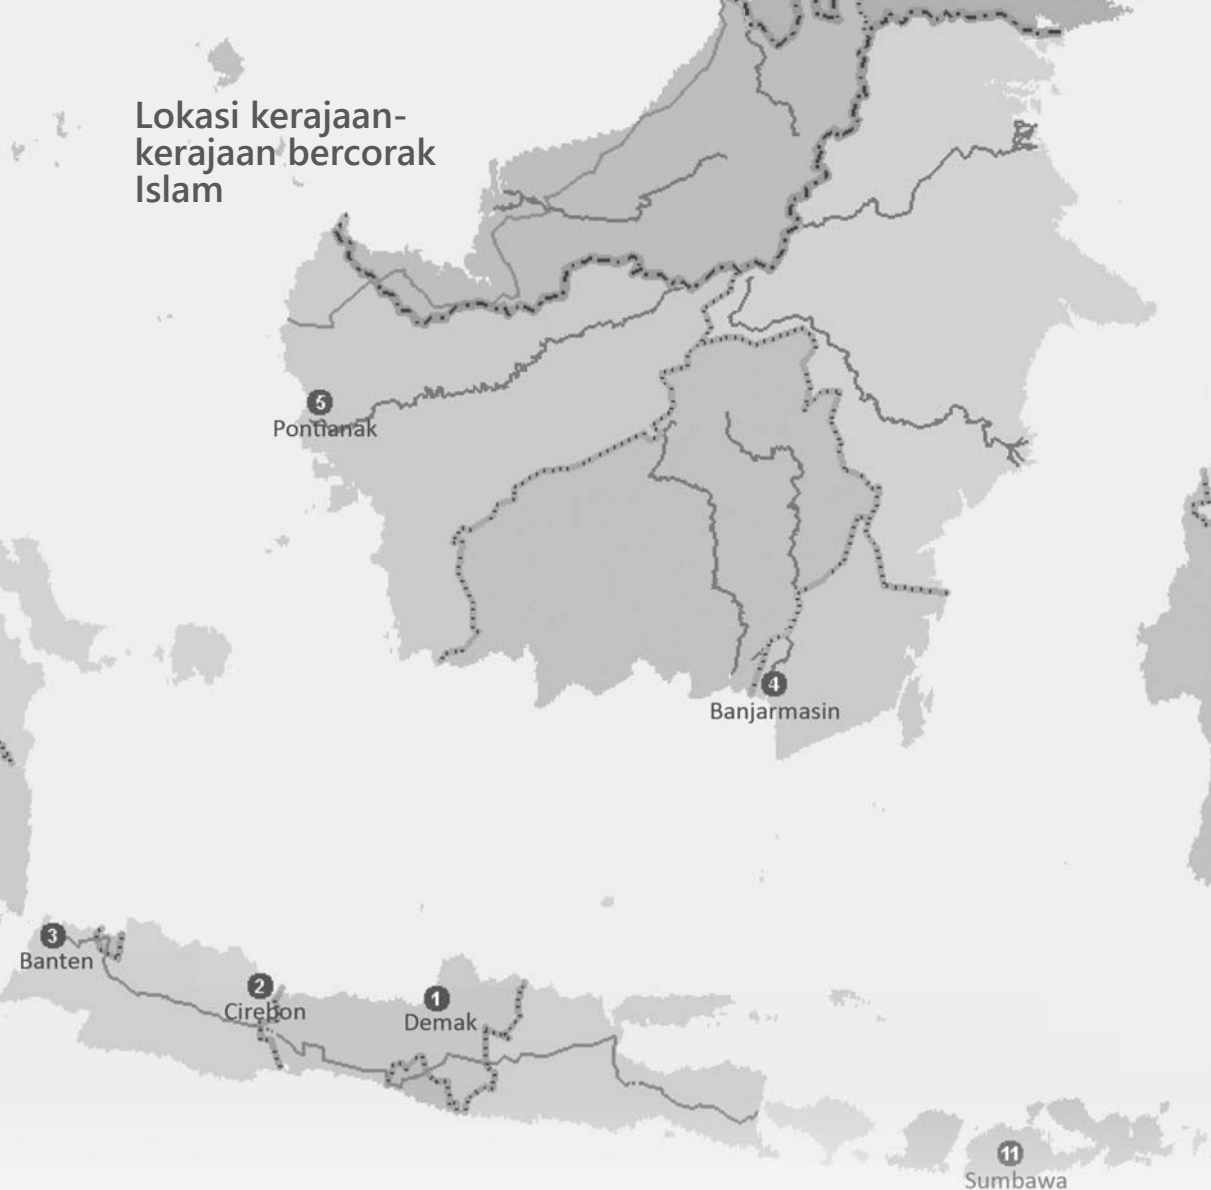 Lokasi kerajaan-
kerajaan bercorak
Islam
5
Pontianak
4
Banjarmasin
3
Banten
2
Cirebon
1
Demak
11
Sumbawa